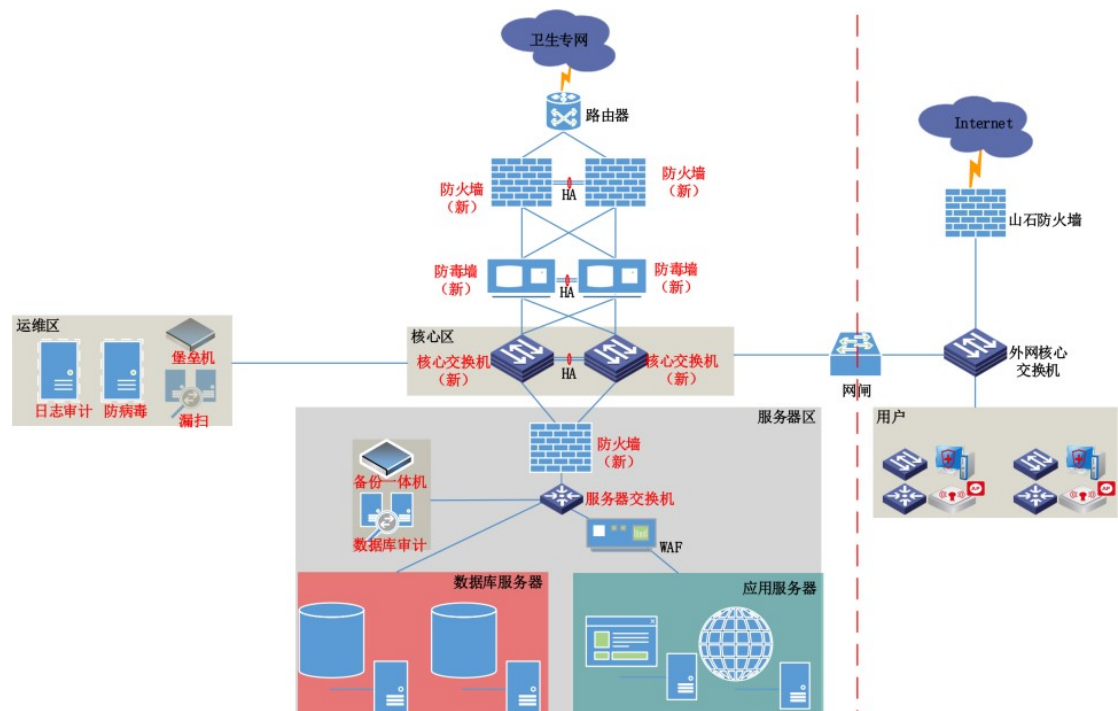 卫生专网
路由器
Internet
防火墙
（新）
HA
防火墙
（新）
山石防火墙
防毒墙
（新）
HA
防毒墙
（新）
运维区
堡垒机
日志审计
防病毒
漏扫
核心区
核心交换机
（新）
HA
核心交换机
（新）
网闸
外网核心
交换机
服务器区
防火墙
（新）
用户
AP
AP
备份一体机
服务器交换机
数据库审计
WAF
数据库服务器
应用服务器